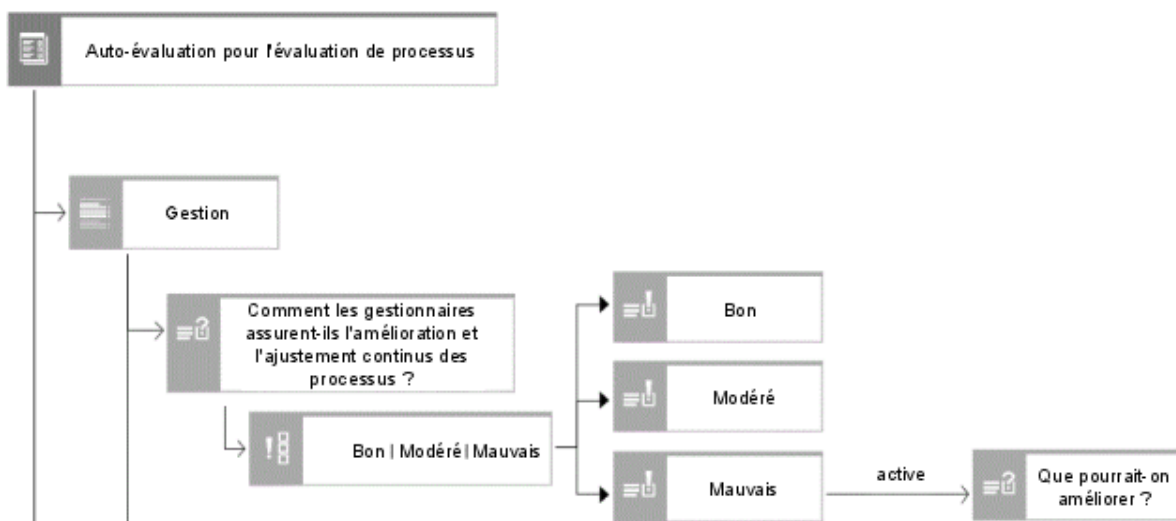 Auto-évaluation pour l'évaluation de processus
Gestion
Comment les gestionnaires
assurent-ils l'amélioration et
l'ajustement continus des
processus ?
Bon | Modéré | Mauvais
Bon
Modéré
Mauvais
active
Que pourrait-on
améliorer ?